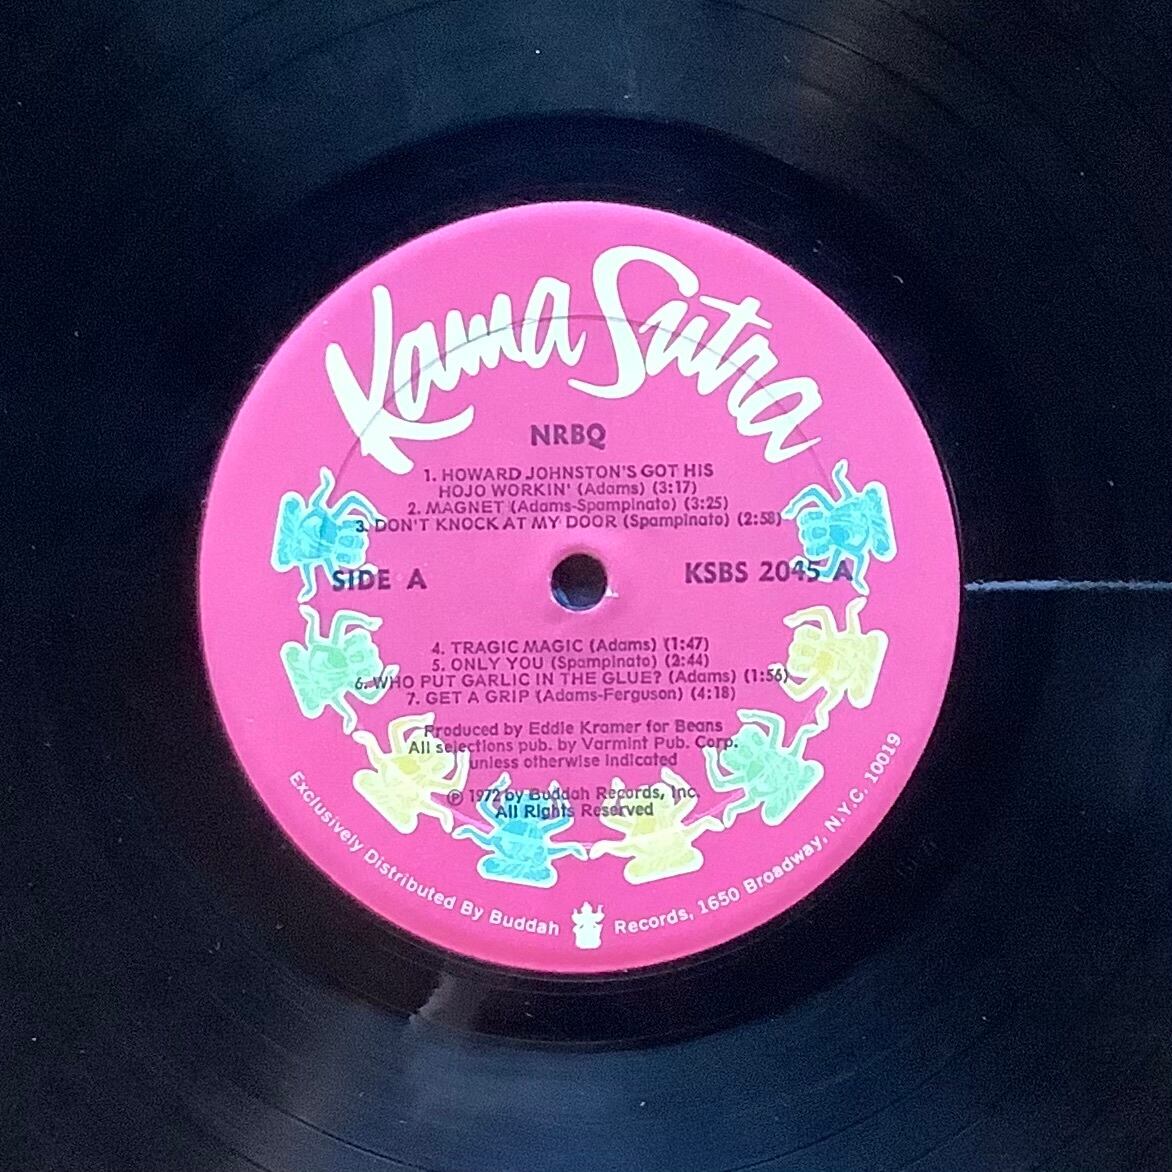 Kama Sutra
NRBQ
1. HOWARD JOHNSTON'S GOT HIS
HOJO WORKIN' (Adams) (3:17)
2. MAGNET (Adams-Spampinato) (3:25)
3. DON'T KNOCK AT MY DOOR (Spampinato) (2:58)
SIDE A
KSBS 2045 A
4. TRAGIC MAGIC (Adams) (1:47)
5. ONLY YOU (Spampinato) (2:44)
6. WHO PUT GARLIC IN THE GLUE? (Adams) (1:56)
7. GET A GRIP (Adams-Ferguson) (4:18)
Produced by Eddie Kramer for Beans
All selections pub. by Varmint Pub. Corp.
unless otherwise indicated
℗ 1972 by Buddah Records, Inc.
All Rights Reserved
Exclusively Distributed By Buddah Records, 1650 Broadway, N.Y.C. 10019